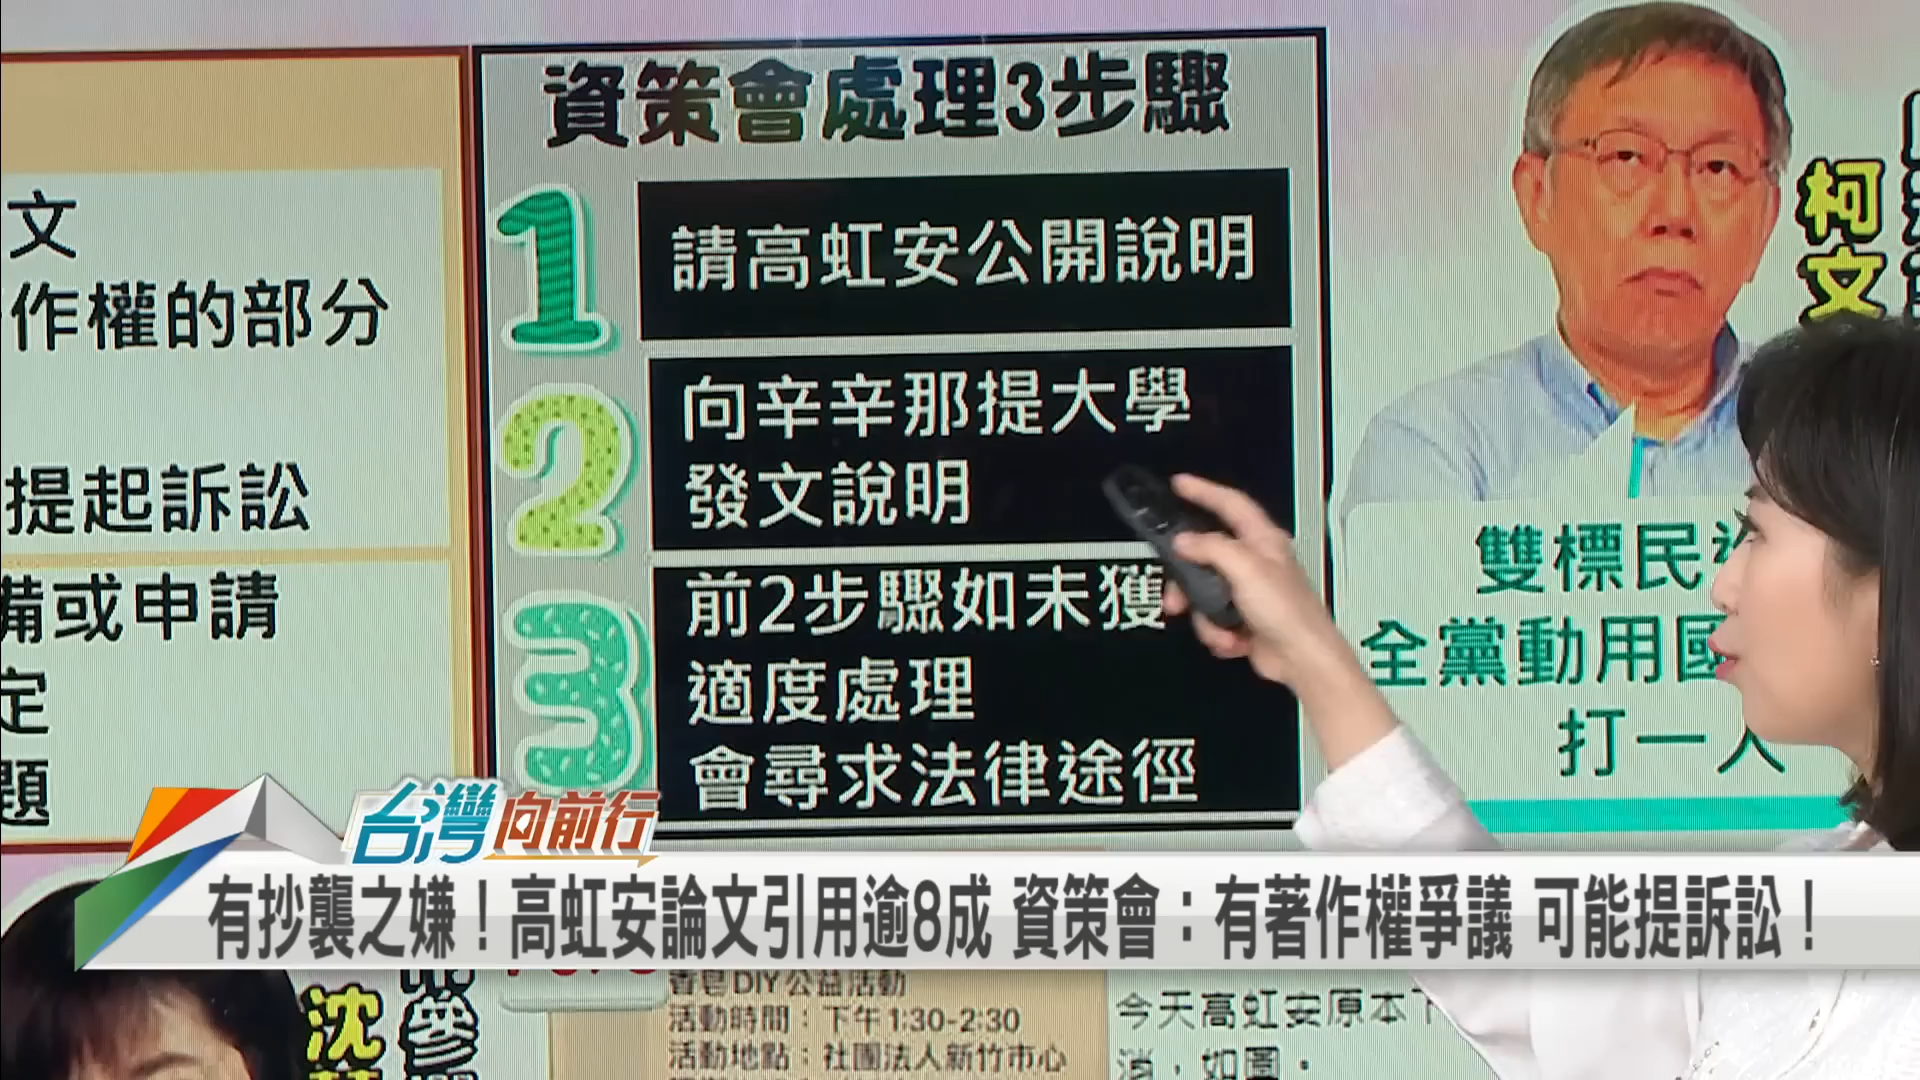 文
作權的部分
提起訴訟
備或申請
定
題
資策會處理3步驟
1
請高虹安公開說明
2
向辛辛那提大學
發文說明
3
前2步驟如未獲
適度處理
會尋求法律途徑
柯文
雙標民
全黨動用國
打一人
台灣向前行
有抄襲之嫌！高虹安論文引用逾8成 資策會：有著作權爭議 可能提訴訟！
沈
參
香皂DIY公益活動
活動時間：下午1:30-2:30
活動地點：社團法人新竹市心
今天高虹安原本下
消，如圖。